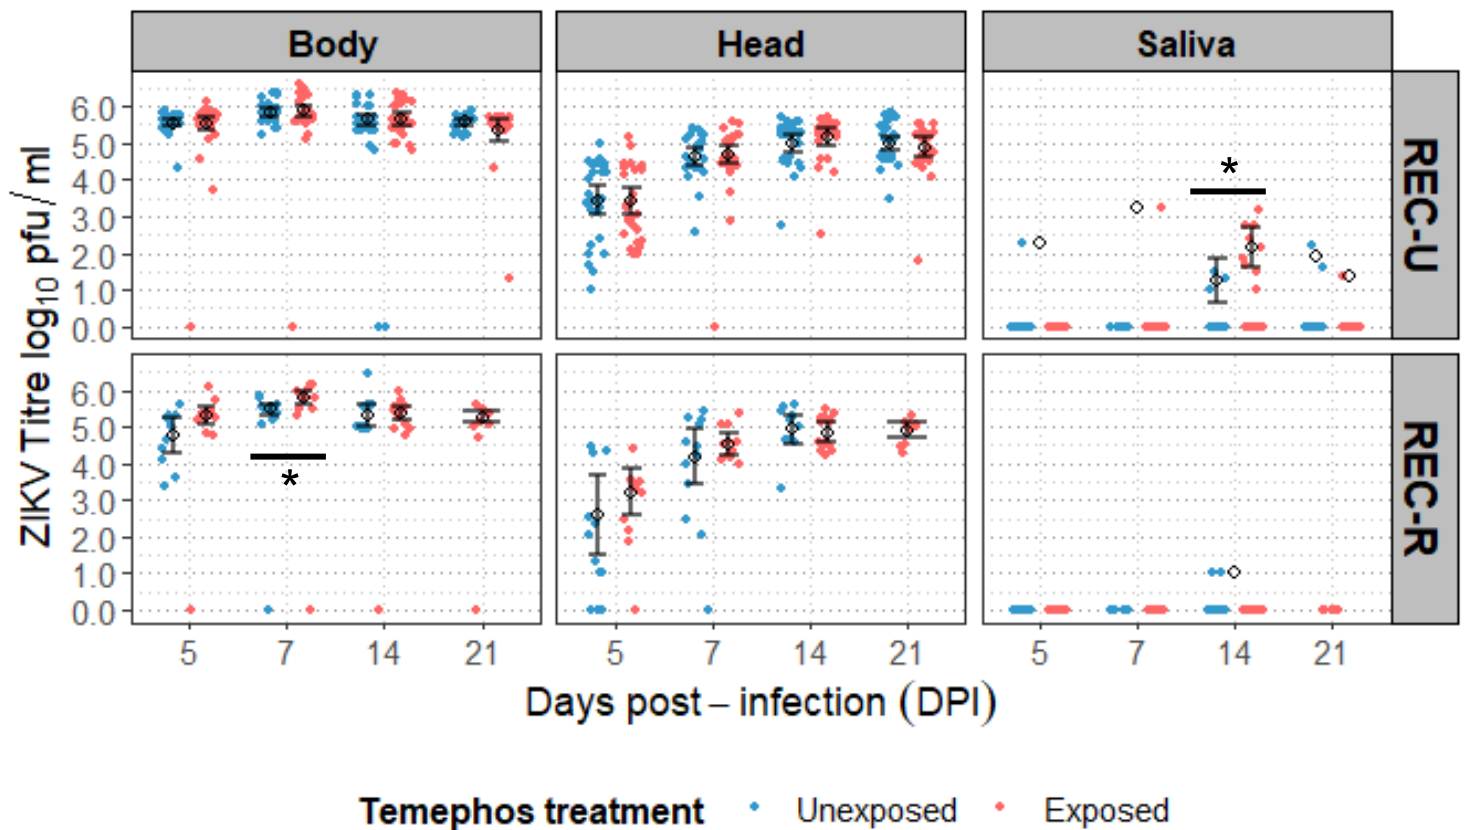 Body Head Saliva
ZIKV Titre log10 pfu / ml
6.0
5.0
4.0
3.0
2.0
1.0
0.0
*
REC-U
6.0
5.0
4.0
3.0
2.0
1.0
0.0
*
REC-R
5 7 14 21 5 7 14 21 5 7 14 21
Days post – infection (DPI)
Temephos treatment Unexposed Exposed